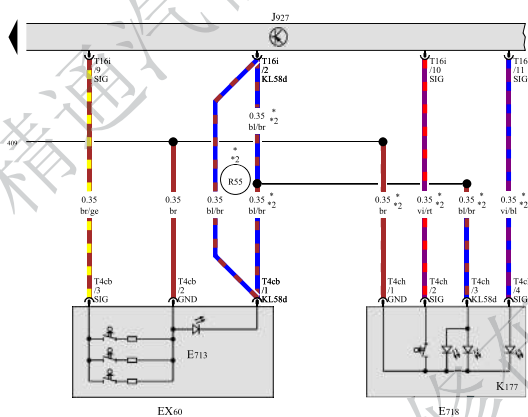 J927
T16i /9 SIG
T16i /2 KL58d
T16i /10 SIG
T16 /11 SIG
0.35 bl/br * *2
409
* *2
R55
0.35 br/ge
0.35 br
0.35 bl/br
0.35 bl/br * *2
0.35 br * *2
0.35 vi/rt * *2
0.35 bl/br * *2
0.35 vi/bl *
T4cb /3 SIG
T4cb /2 GND
T4cb /1 KL58d
T4ch /1 GND
T4ch SIG
T4ch /3 KL58d
T4c /4 SIG
E713
K177
EX60
E718
精通汽